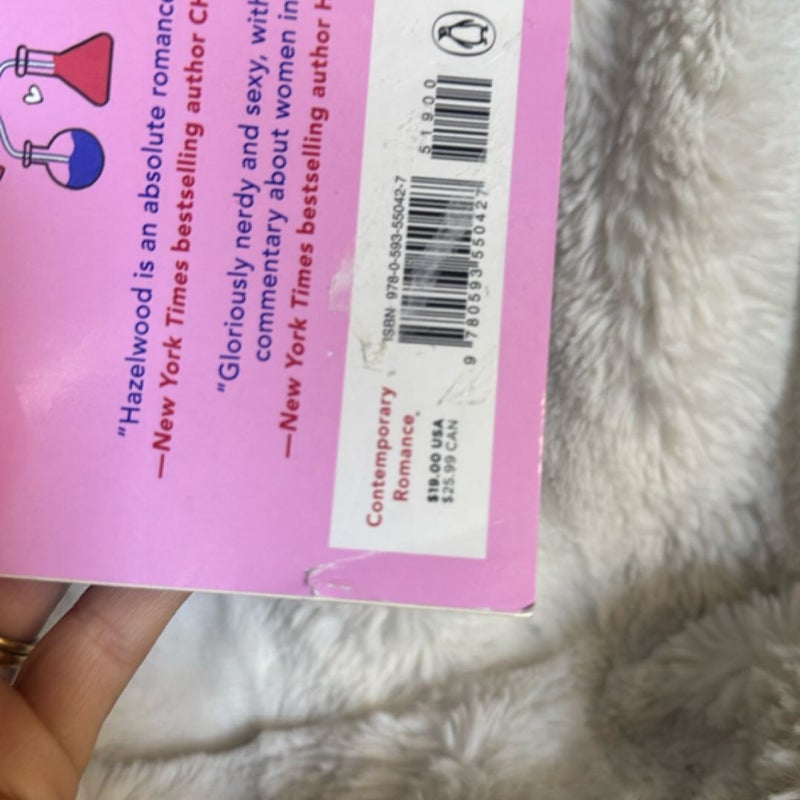 "Hazelwood is an absolute romance
—New York Times bestselling author
"Gloriously nerdy and sexy, with
commentary about women in
—New York Times bestselling author
Contemporary
Romance
$19.00 USA
$25.99 CAN
ISBN 978-0-593-55042-7
9 780593 550427
51900